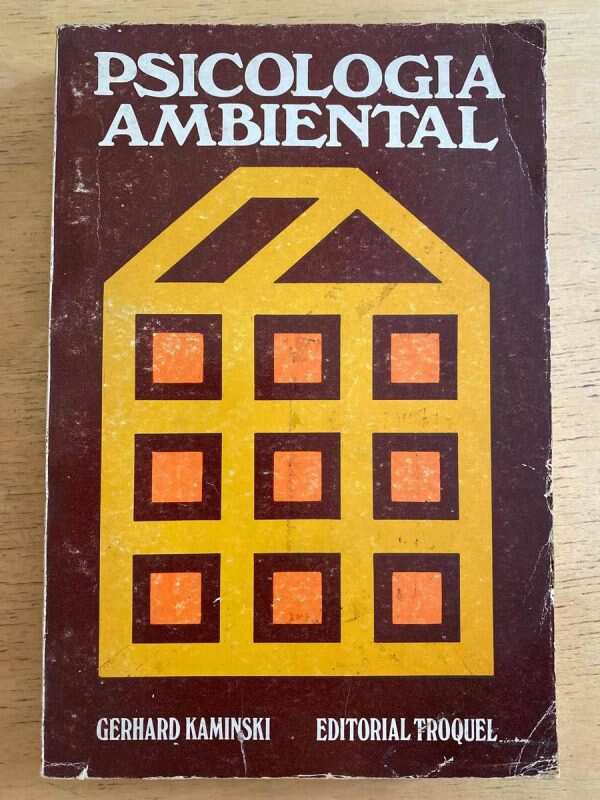 PSICOLOGIA
AMBIENTAL
GERHARD KAMINSKI EDITORIAL TROQUEL